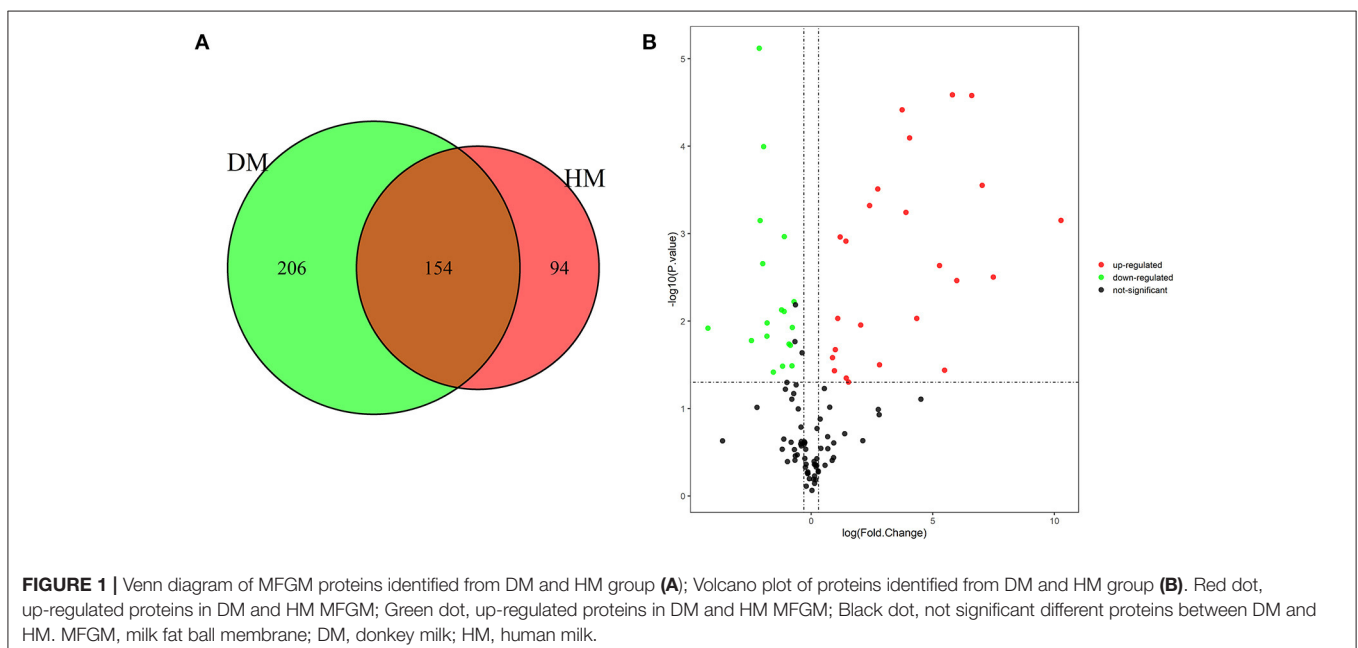 A
DM
HM
206
154
94
B
5
4
3
2
1
0
-log10(P.value)
0
5
10
log(Fold.Change)
up-regulated
down-regulated
not-significant
FIGURE 1 | Venn diagram of MFGM proteins identified from DM and HM group (A); Volcano plot of proteins identified from DM and HM group (B). Red dot,
up-regulated proteins in DM and HM MFGM; Green dot, up-regulated proteins in DM and HM MFGM; Black dot, not significant different proteins between DM and
HM. MFGM, milk fat ball membrane; DM, donkey milk; HM, human milk.